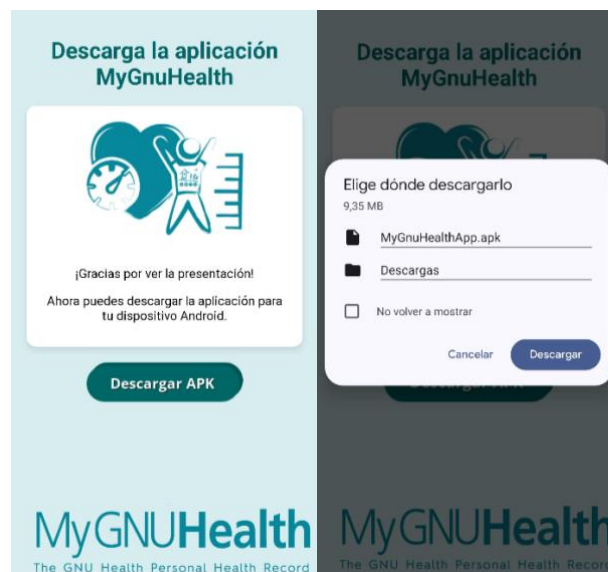 Descarga la aplicación
MyGnuHealth
¡Gracias por ver la presentación!
Ahora puedes descargar la aplicación para
tu dispositivo Android.
Descargar APK
MyGNUHealth
The GNU Health Personal Health Record
Descarga la aplicación
MyGnuHealth
Elige dónde descargarlo
9,35 MB
MyGnuHealthApp.apk
Descargas
No volver a mostrar
Cancelar Descargar
MyGNUHealth
The GNU Health Personal Health Record